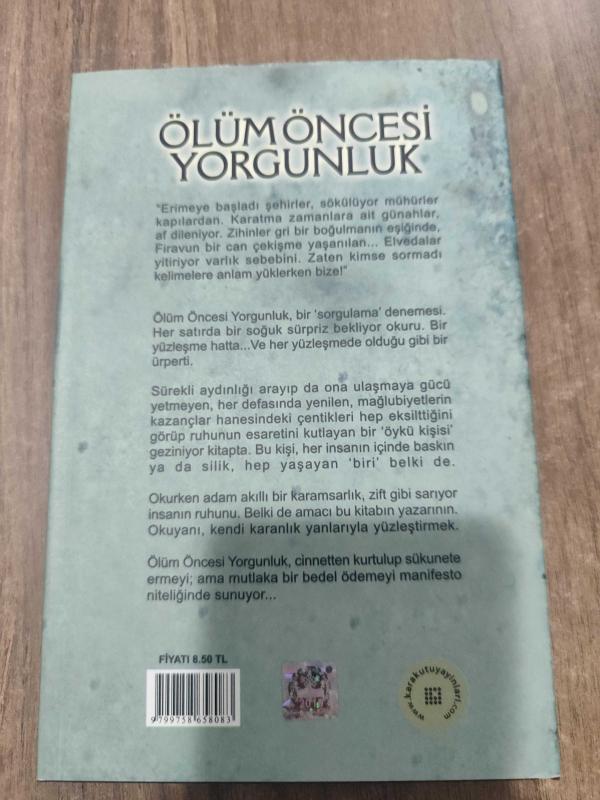 ÖLÜM ÖNCESİ
YORGUNLUK
"Erimeye başladı şehirler, sökülüyor mühürler
kapılardan. Karatma zamanlara ait günahlar,
af dileniyor. Zihinler gri bir boğulmanın eşiğinde,
Firavun bir can çekişme yaşanılan... Elvedalar
yitiriyor varlık sebebini. Zaten kimse sormadı
kelimelere anlam yüklerken bize!"
Ölüm Öncesi Yorgunluk, bir 'sorgulama' denemesi.
Her satırda bir soğuk sürpriz bekliyor okuru. Bir
yüzleşme hatta...Ve her yüzleşmede olduğu gibi bir
ürperti.
Sürekli aydınlığı arayıp da ona ulaşmaya gücü
yetmeyen, her defasında yenilen, mağlubiyetlerin
kazançlar hanesindeki çentikleri hep eksilttiğini
görüp ruhunun esaretini kutlayan bir 'öykü kişisi'
geziniyor kitapta. Bu kişi, her insanın içinde baskın
ya da silik, hep yaşayan 'biri' belki de.
Okurken adam akıllı bir karamsarlık, zift gibi sarıyor
insanın ruhunu. Belki de amacı bu kitabın yazarının.
Okuyanı, kendi karanlık yanlarıyla yüzleştirmek.
Ölüm Öncesi Yorgunluk, cinnetten kurtulup sükunete
ermeyi; ama mutlaka bir bedel ödemeyi manifesto
niteliğinde sunuyor...
FİYATI 8.50 TL
9799758658083
www.karakutuyayinlari.com